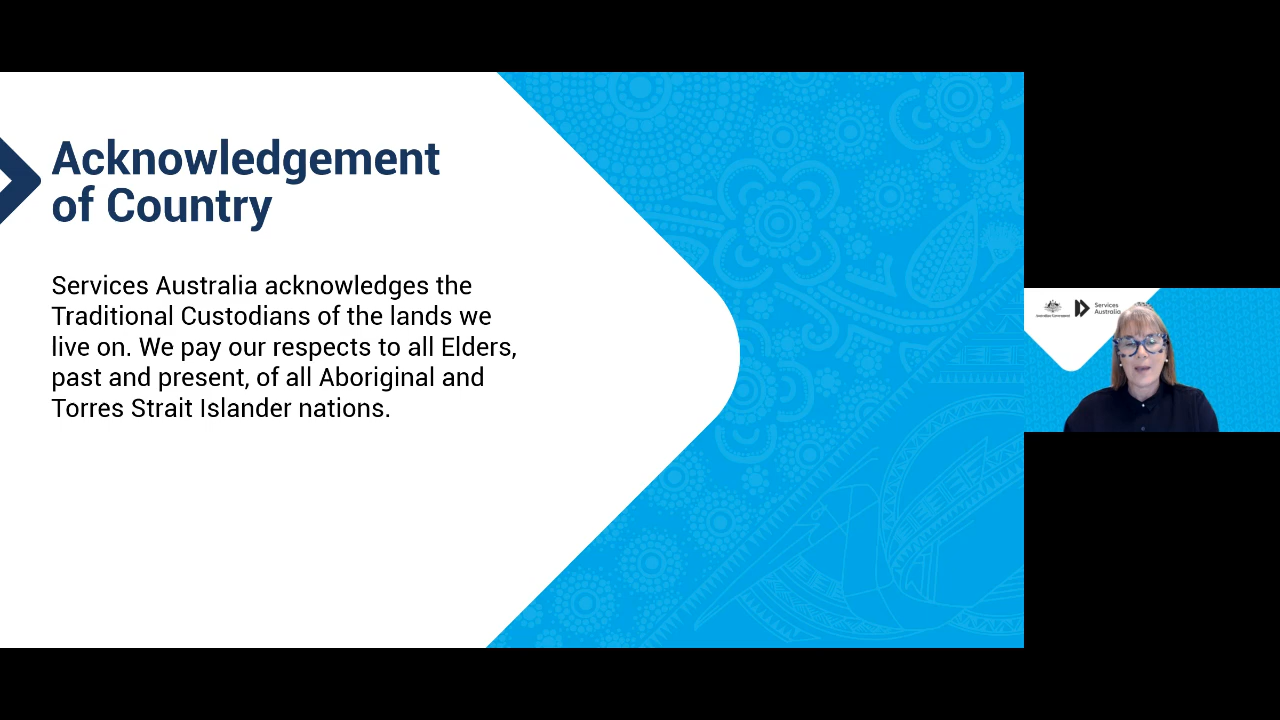 Acknowledgement
of Country
Services Australia acknowledges the
Traditional Custodians of the lands we
live on. We pay our respects to all Elders,
past and present, of all Aboriginal and
Torres Strait Islander nations.
Services
Australia